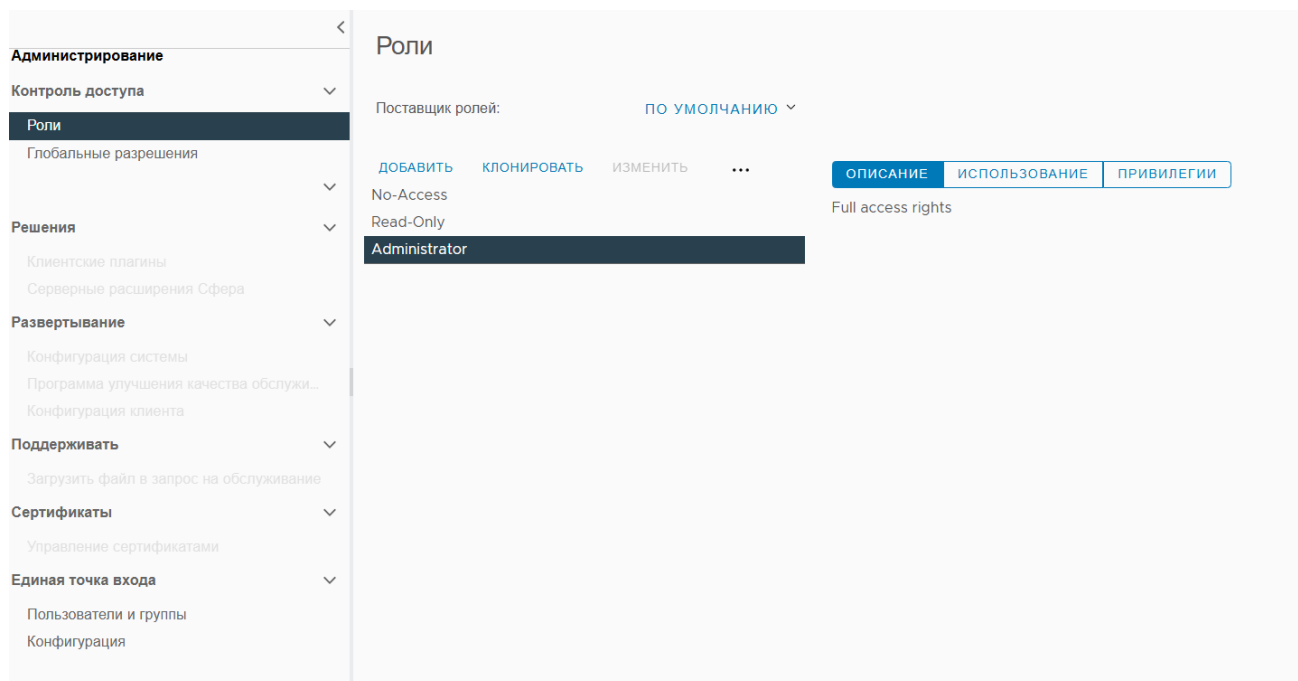 Администрирование
Контроль доступа
Роли
Глобальные разрешения
Решения
Клиентские плагины
Серверные расширения Сфера
Развертывание
Конфигурация системы
Программа улучшения качества обслужи...
Конфигурация клиента
Поддерживать
Загрузить файл в запрос на обслуживание
Сертификаты
Управление сертификатами
Единая точка входа
Пользователи и группы
Конфигурация
Роли
Поставщик ролей: ПО УМОЛЧАНИЮ
ДОБАВИТЬ КЛОНИРОВАТЬ ИЗМЕНИТЬ ...
No-Access
Read-Only
Administrator
ОПИСАНИЕ ИСПОЛЬЗОВАНИЕ ПРИВИЛЕГИИ
Full access rights